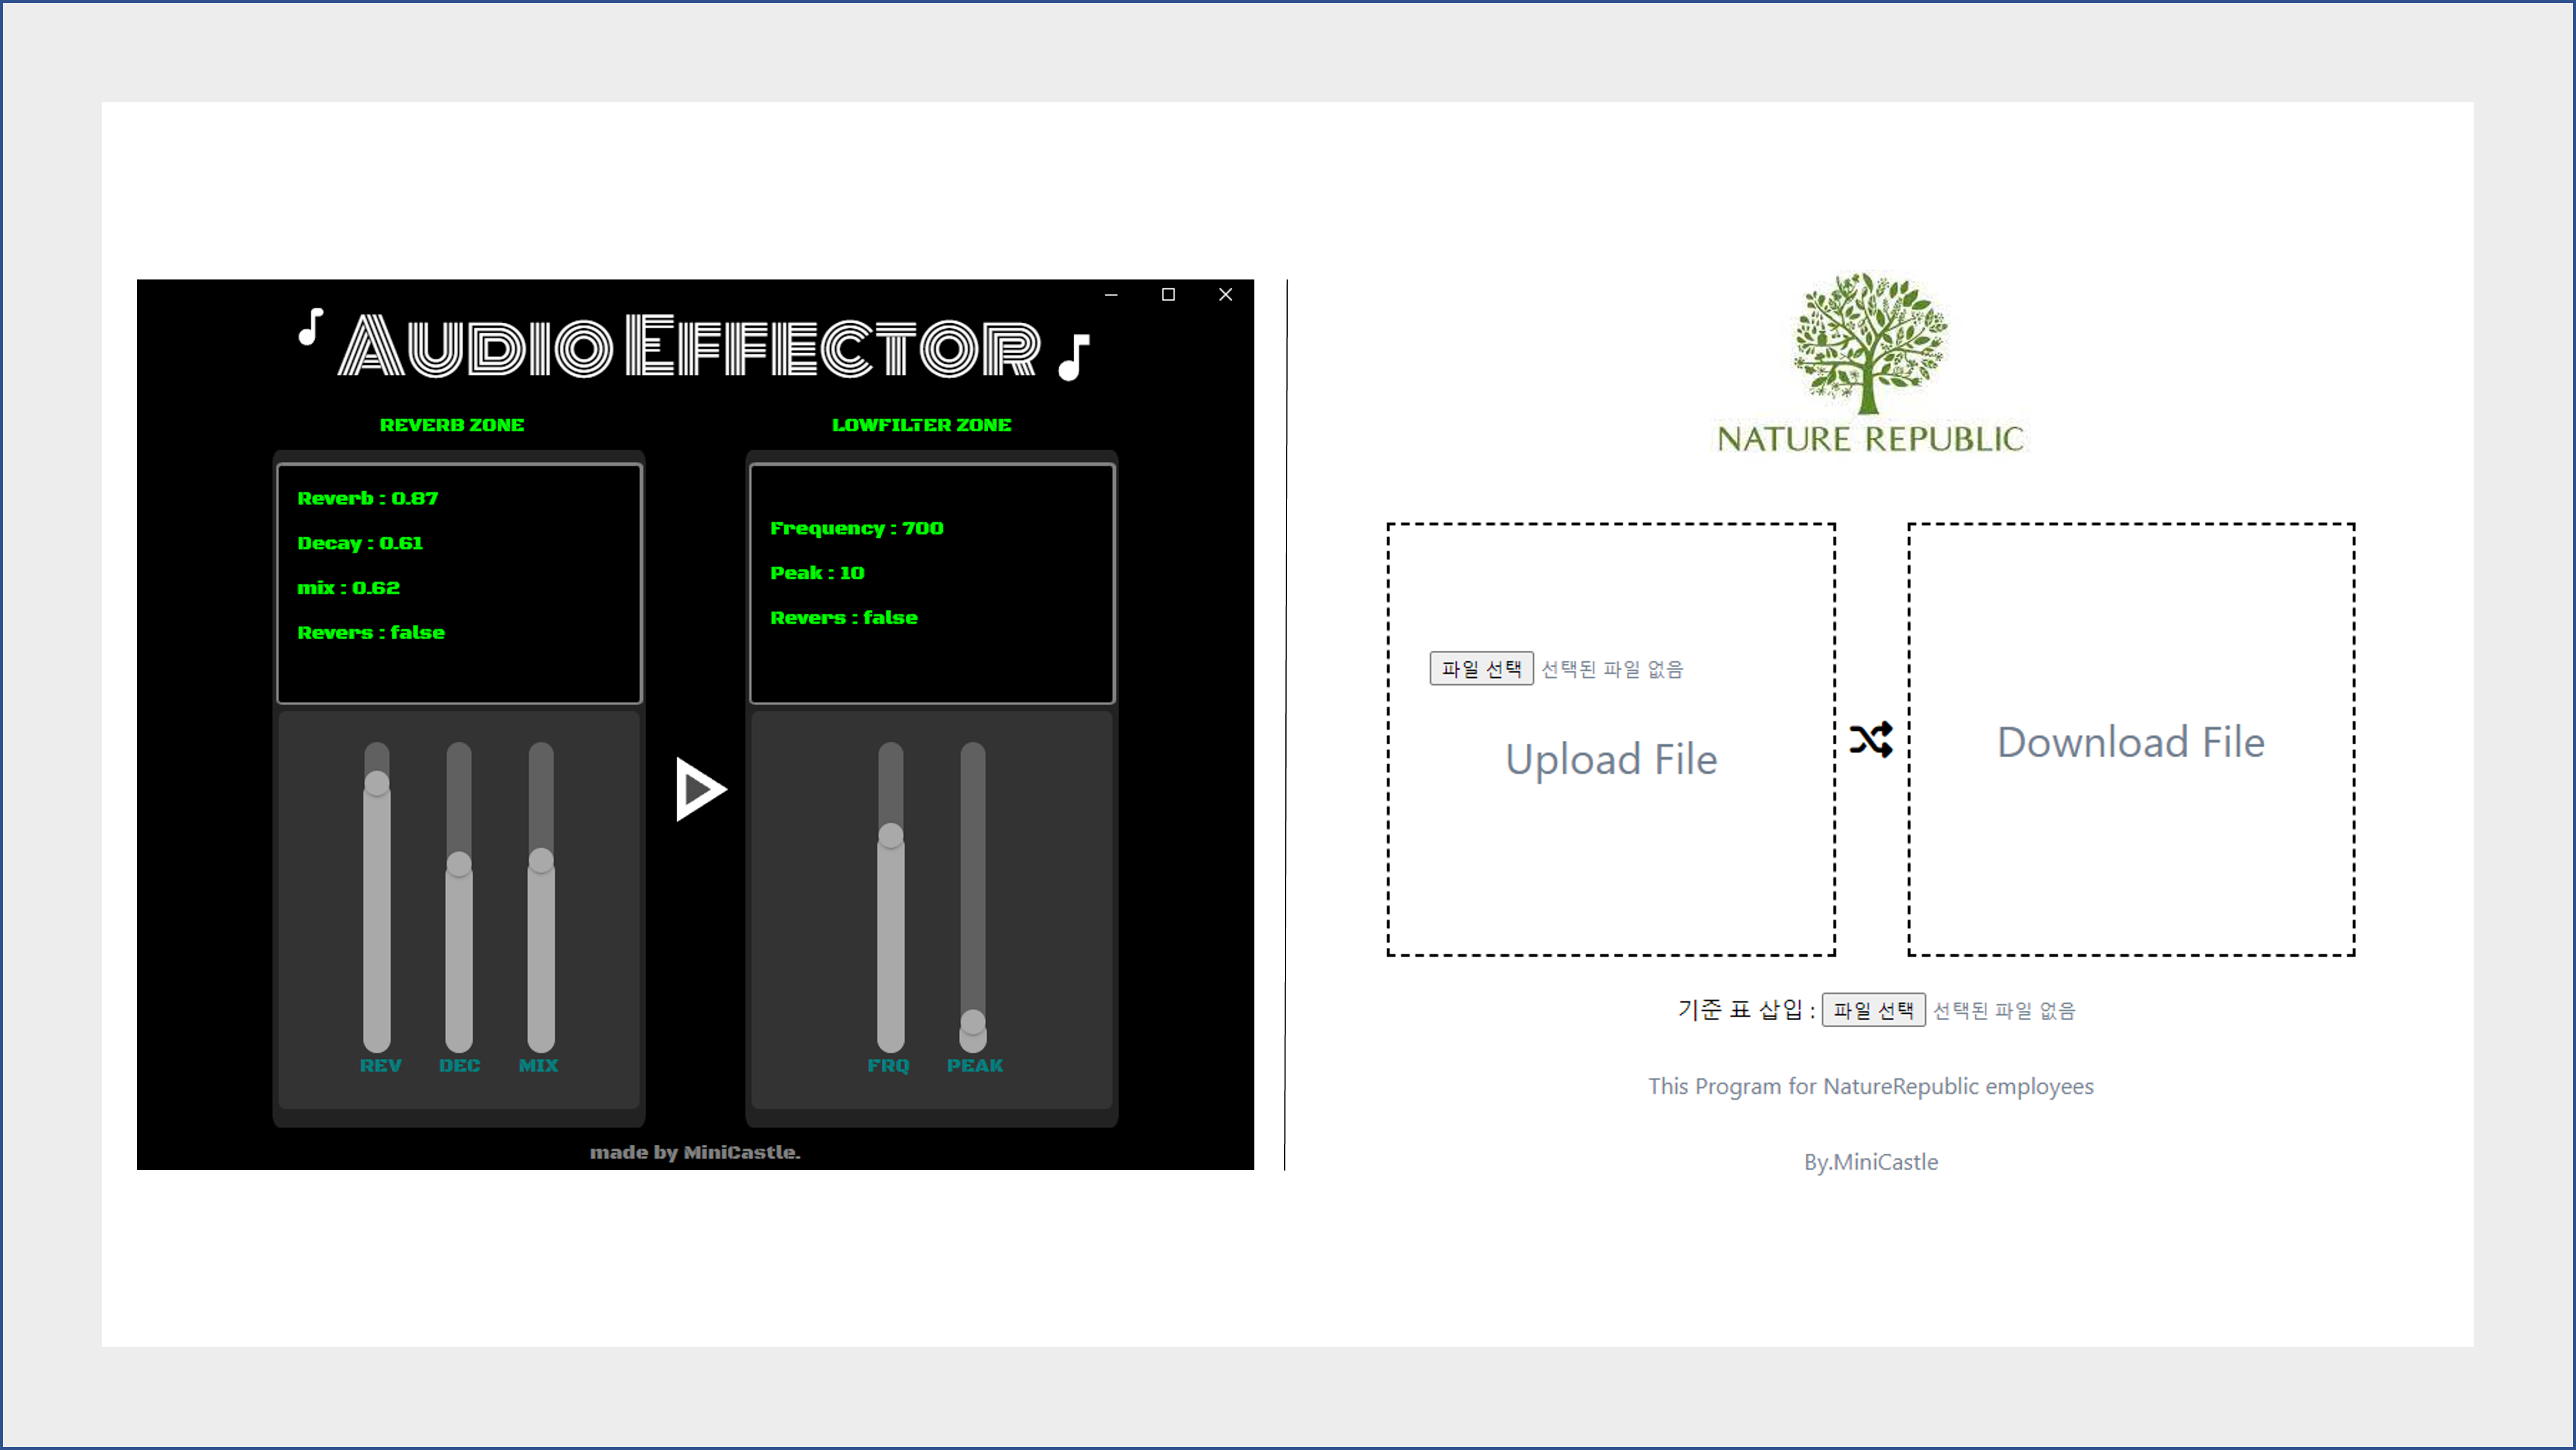 AUDIO EFFECTOR
REVERB ZONE
Reverb : 0.87
Decay : 0.61
mix : 0.62
Revers : false
REV DEC MIX
LOWFILTER ZONE
Frequency : 700
Peak : 10
Revers : false
FRQ PEAK
made by MiniCastle.
NATURE REPUBLIC
파일 선택 선택된 파일 없음
Upload File
Download File
기준 표 삽입 : 파일 선택 선택된 파일 없음
This Program for NatureRepublic employees
By.MiniCastle